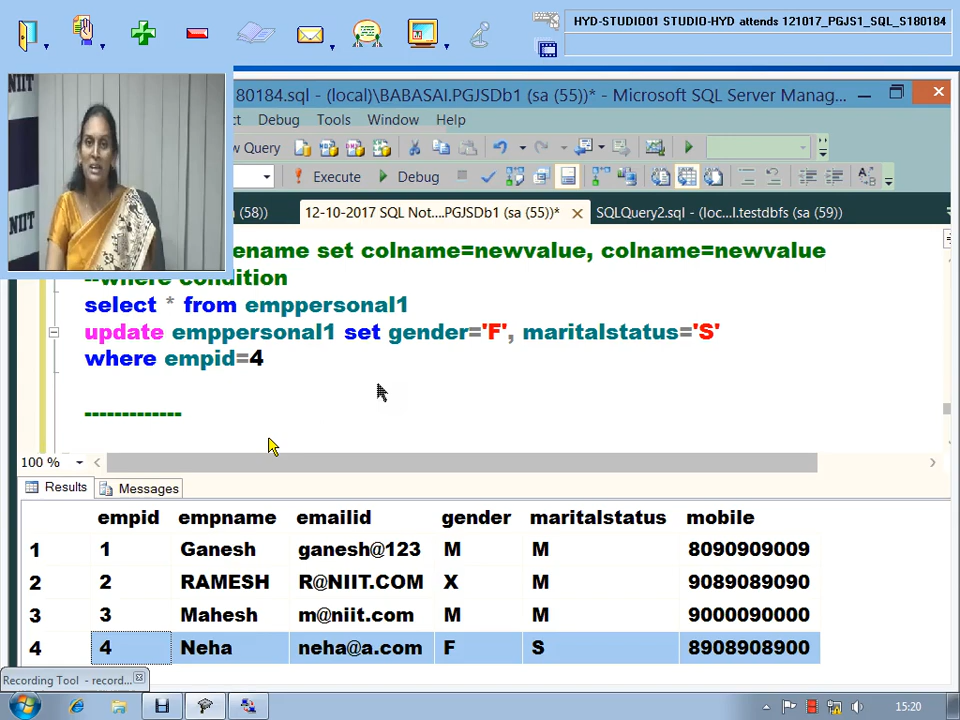 HYD-STUDIO01 STUDIO-HYD attends 121017_PGJS1_SQL_S180184
NIIT
NIIT
80184.sql - (local)\BABASAI.PGJSDb1 (sa (55))* - Microsoft SQL Server Manag...
ct Debug Tools Window Help
w Query
Execute Debug
(58)) 12-10-2017 SQL Not....PGJSDb1 (sa (55))* SQLQuery2.sql - (loc...l.testdbfs (sa (59))
ename set colname=newvalue, colname=newvalue
--where condition
select * from emppersonal1
update emppersonal1 set gender='F', maritalstatus='S'
where empid=4
-------------
100 %
Results Messages
empid empname emailid gender maritalstatus mobile
1 1 Ganesh ganesh@123 M M 8090909009
2 2 RAMESH R@NIIT.COM X M 9089089090
3 3 Mahesh m@niit.com M M 9000090000
4 4 Neha neha@a.com F S 8908908900
Recording Tool - record...
15:20